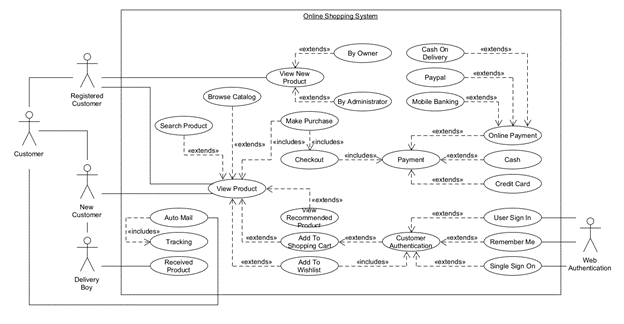 Online Shopping System
«extends»
By Owner
Cash On
Delivery
«extends»
View New
Product
Paypal
«extends»
Registered
Customer
Browse Catalog
«extends»
By Administrator
Mobile Banking
«extends»
Search Product
Make Purchase
Customer
«extends»
«extends»
«extends»
«includes»
«includes»
«extends»
Online Payment
Checkout
«includes»
Payment
«extends»
Cash
«extends»
Credit Card
New
Customer
View Product
«extends»
View
Recommended
Product
Auto Mail
«extends»
User Sign In
«includes»
Tracking
«extends»
Add To
Shopping Cart
«extends»
Customer
Authentication
«extends»
Remember Me
Delivery
Boy
Received
Product
«extends»
Add To
Wishlist
«includes»
«extends»
Single Sign On
Web
Authentication